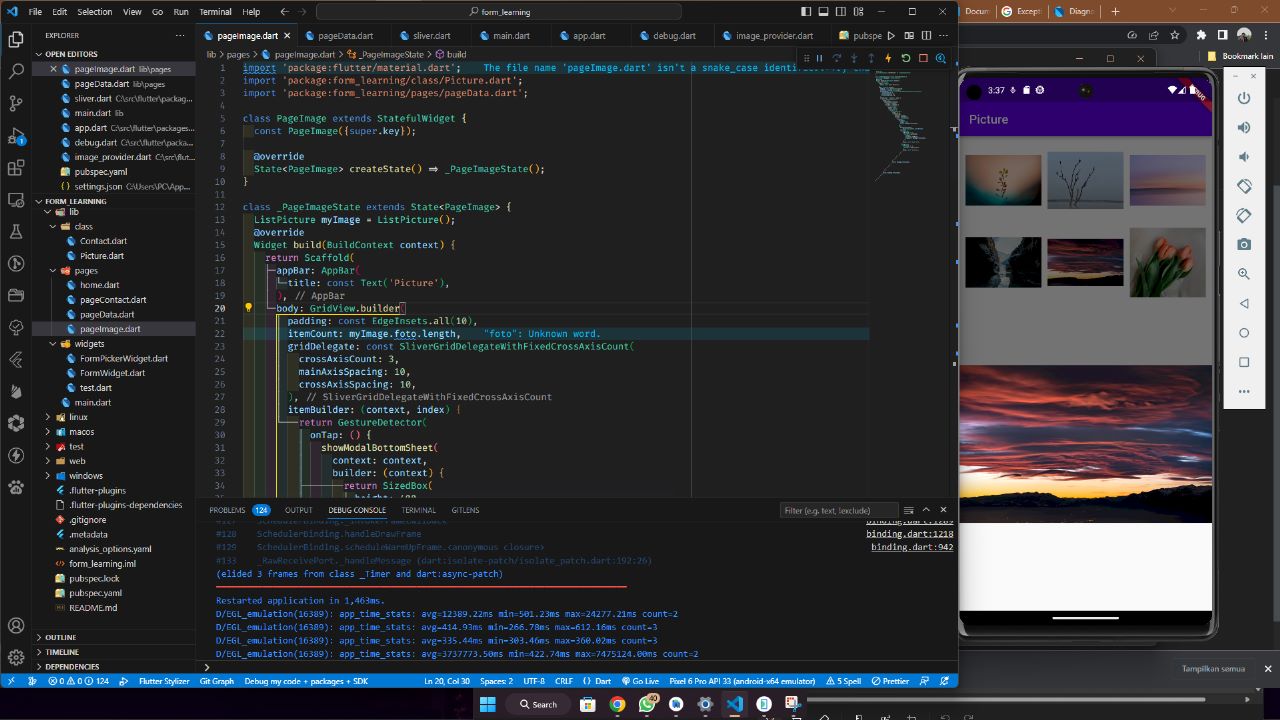 File Edit Selection View Go Run Terminal Help
form_learning
Docum
Except
Diagno
Bookmark lain
EXPLORER
OPEN EDITORS
pageImage.dart lib\pages
pageData.dart lib\pages
sliver.dart C:\src\flutter\packag...
main.dart lib
app.dart C:\src\flutter\packages...
debug.dart C:\src\flutter\packa...
image_provider.dart C:\src\flut...
pubspec.yaml
settings.json C:\Users\PC\App...
FORM_LEARNING
lib
class
Contact.dart
Picture.dart
pages
home.dart
pageContact.dart
pageData.dart
pageImage.dart
widgets
FormPickerWidget.dart
FormWidget.dart
test.dart
main.dart
linux
macos
test
web
windows
.flutter-plugins
.flutter-plugins-dependencies
.gitignore
.metadata
analysis_options.yaml
form_learning.iml
pubspec.lock
pubspec.yaml
README.md
OUTLINE
TIMELINE
DEPENDENCIES
pageImage.dart
pageData.dart
sliver.dart
main.dart
app.dart
debug.dart
image_provider.dart
pubspe
lib > pages > pageImage.dart > _PageImageState > build
1 import 'package:flutter/material.dart'; The file name 'pageImage.dart' isn't a snake_case identif
2 import 'package:form_learning/class/Picture.dart';
3 import 'package:form_learning/pages/pageData.dart';
4
5 class PageImage extends StatefulWidget {
6 const PageImage({super.key});
7
8 @override
9 State<PageImage> createState() => _PageImageState();
10 }
11
12 class _PageImageState extends State<PageImage> {
13 ListPicture myImage = ListPicture();
14 @override
15 Widget build(BuildContext context) {
16 return Scaffold(
17 appBar: AppBar(
18 title: const Text('Picture'),
19 ), // AppBar
20 body: GridView.builder(
21 padding: const EdgeInsets.all(10),
22 itemCount: myImage.foto.length, "foto": Unknown word.
23 gridDelegate: const SliverGridDelegateWithFixedCrossAxisCount(
24 crossAxisCount: 3,
25 mainAxisSpacing: 10,
26 crossAxisSpacing: 10,
27 ), // SliverGridDelegateWithFixedCrossAxisCount
28 itemBuilder: (context, index) {
29 return GestureDetector(
30 onTap: () {
31 showModalBottomSheet(
32 context: context,
33 builder: (context) {
34 return SizedBox(
PROBLEMS 124 OUTPUT DEBUG CONSOLE TERMINAL GITLENS
Filter (e.g. text, !exclude)
binding.dart:1289
#128 SchedulerBinding.handleDrawFrame binding.dart:1218
#129 SchedulerBinding.scheduleWarmUpFrame.<anonymous closure> binding.dart:942
#133 _RawReceivePort._handleMessage (dart:isolate-patch/isolate_patch.dart:192:26)
(elided 3 frames from class _Timer and dart:async-patch)
Restarted application in 1,463ms.
D/EGL_emulation(16389): app_time_stats: avg=12389.22ms min=501.23ms max=24277.21ms count=2
D/EGL_emulation(16389): app_time_stats: avg=414.93ms min=266.78ms max=612.16ms count=3
D/EGL_emulation(16389): app_time_stats: avg=335.44ms min=303.46ms max=360.02ms count=3
D/EGL_emulation(16389): app_time_stats: avg=3737773.50ms min=422.74ms max=7475124.00ms count=2
0 0 124 Flutter Stylizer Git Graph Debug my code + packages + SDK Ln 20, Col 30 Spaces: 2 UTF-8 CRLF {} Dart Go Live Pixel 6 Pro API 33 (android-x64 emulator) 5 Spell Prettier
3:37
Picture
Tampilkan semua
Search
40